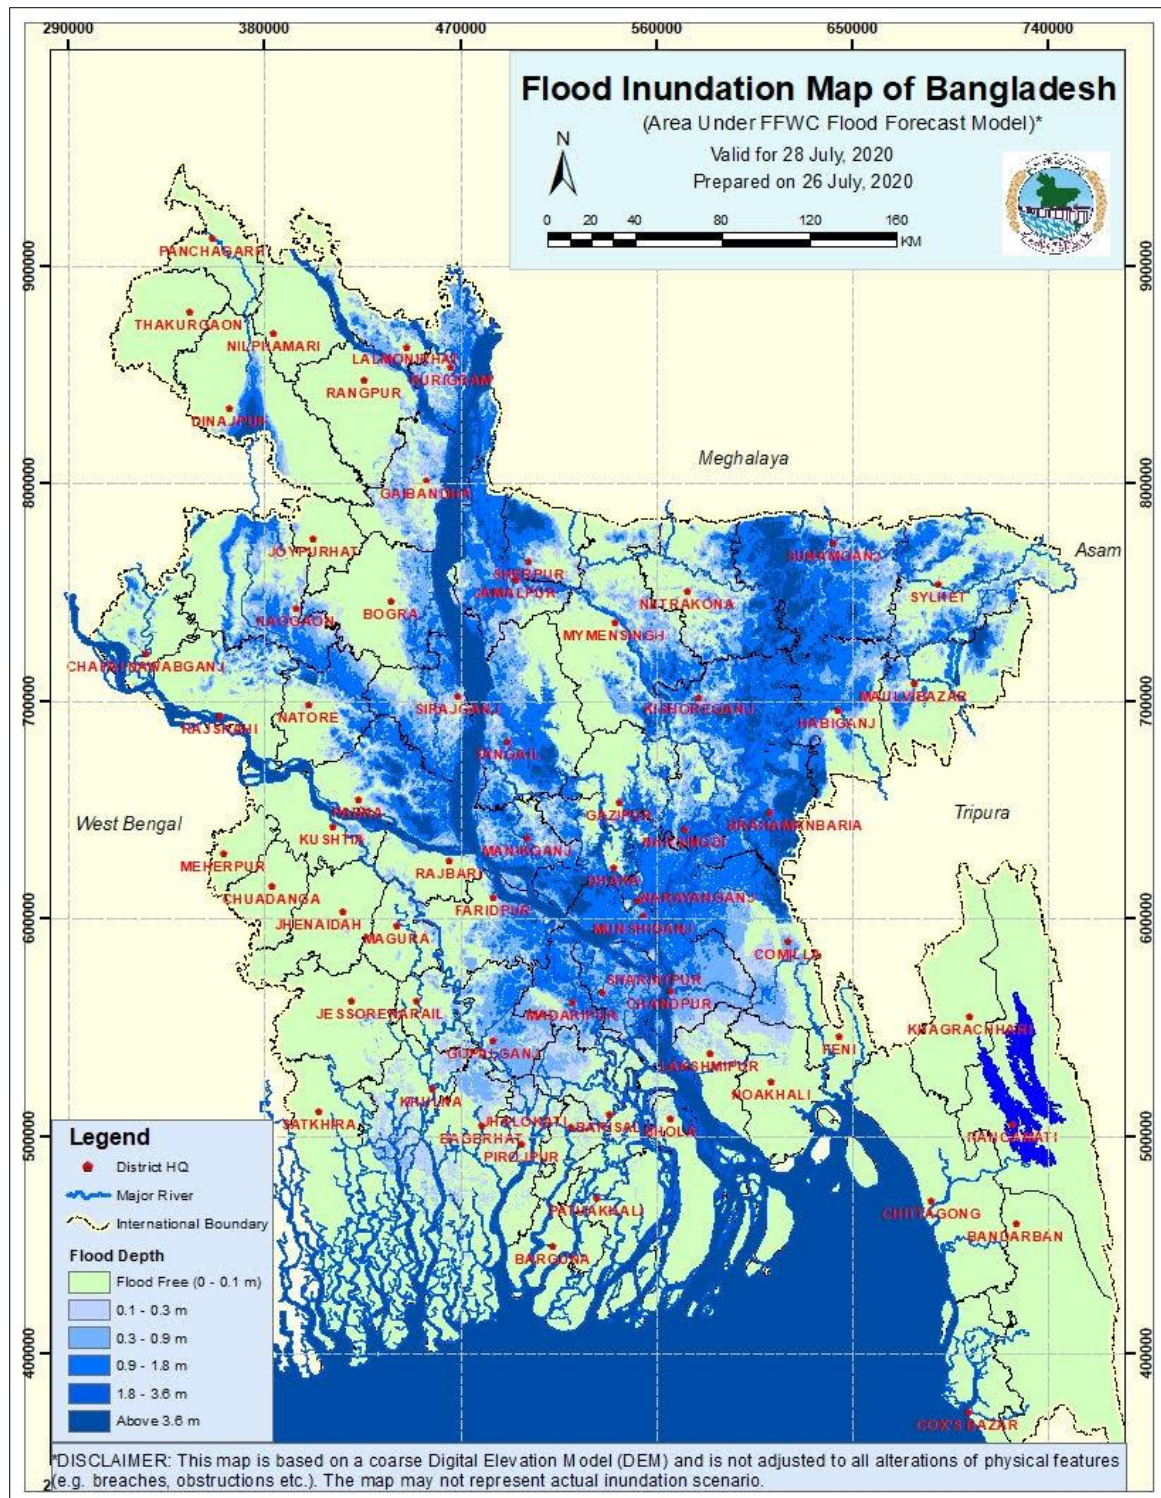 290000 380000 470000 560000 650000 740000
Flood Inundation Map of Bangladesh
(Area Under FFWC Flood Forecast Model)*
N
Valid for 28 July, 2020
Prepared on 26 July, 2020
0 20 40 80 120 160
KM
900000 900000
PANCHAGARH
THAKURGAON
NILPHAMARI
LALMONIRHAT
KURIGRAM
RANGPUR
DINAJPUR
Meghalaya
800000 800000
GAIBANDHA
JOYPURHAT
SUNAMGANJ
Asam
SHERPUR
JAMALPUR
NETRAKONA
SYLHET
BOGRA
NAOGAON
MYMENSINGH
CHAPAINAWABGANJ
MAULVIBAZAR
700000 700000
NATORE
SIRAJGANJ
KISHOREGANJ
HABIGANJ
RAJSHAHI
TANGAIL
GAZIPUR
PABNA
West Bengal
Tripura
BRAHAMANBARIA
KUSHTIA
MANIKGANJ
NARSINGDI
MEHERPUR
RAJBARI
DHAKA
CHUADANGA
NARAYANGANJ
FARIDPUR
JHENAIDAH
600000 600000
MUNSHIGANJ
MAGURA
COMILLA
SHARIATPUR
CHANDPUR
JESSORE
NARAIL
MADARIPUR
KHAGRACHHARI
GOPALGANJ
FENI
LAKSHMIPUR
NOAKHALI
KHULNA
SATKHIRA
JHALOKATI
BARISAL
BHOLA
BAGERHAT
RANGAMATI
500000 500000
PIROJPUR
PATUAKHALI
CHITTAGONG
BANDARBAN
BARGUNA
Legend
District HQ
Major River
International Boundary
Flood Depth
Flood Free (0 - 0.1 m)
0.1 - 0.3 m
0.3 - 0.9 m
0.9 - 1.8 m
1.8 - 3.6 m
Above 3.6 m
400000 400000
COX'S BAZAR
*DISCLAIMER: This map is based on a coarse Digital Elevation Model (DEM) and is not adjusted to all alterations of physical features
(e.g. breaches, obstructions etc.). The map may not represent actual inundation scenario.